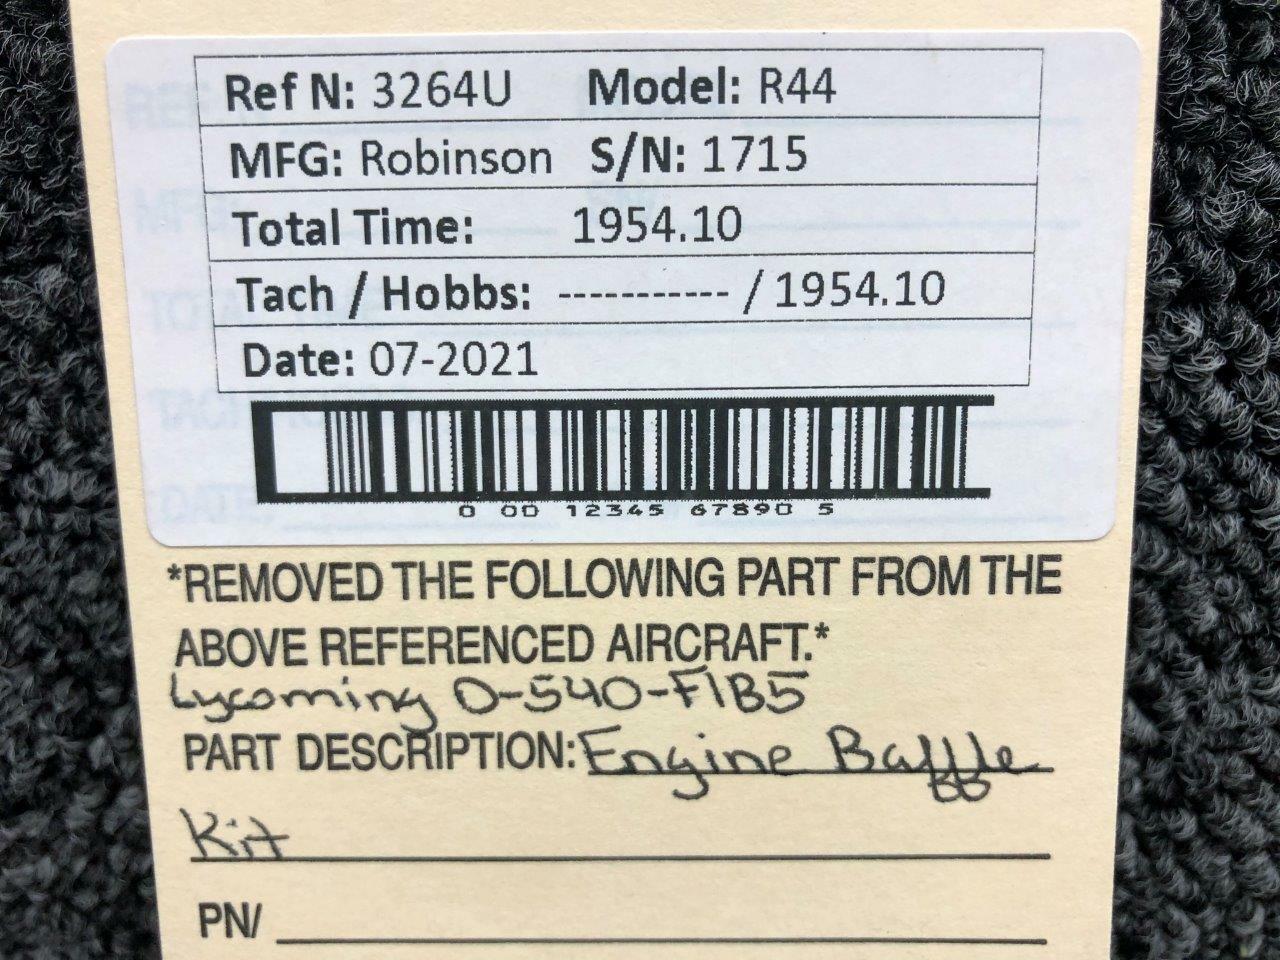 Ref N: 3264U Model: R44
MFG: Robinson S/N: 1715
Total Time: 1954.10
Tach / Hobbs: ----------- / 1954.10
Date: 07-2021
0 00 12345 67890 5
*REMOVED THE FOLLOWING PART FROM THE
ABOVE REFERENCED AIRCRAFT.*
Lycoming O-540-F1B5
PART DESCRIPTION: Engine Baffle
Kit
PN/